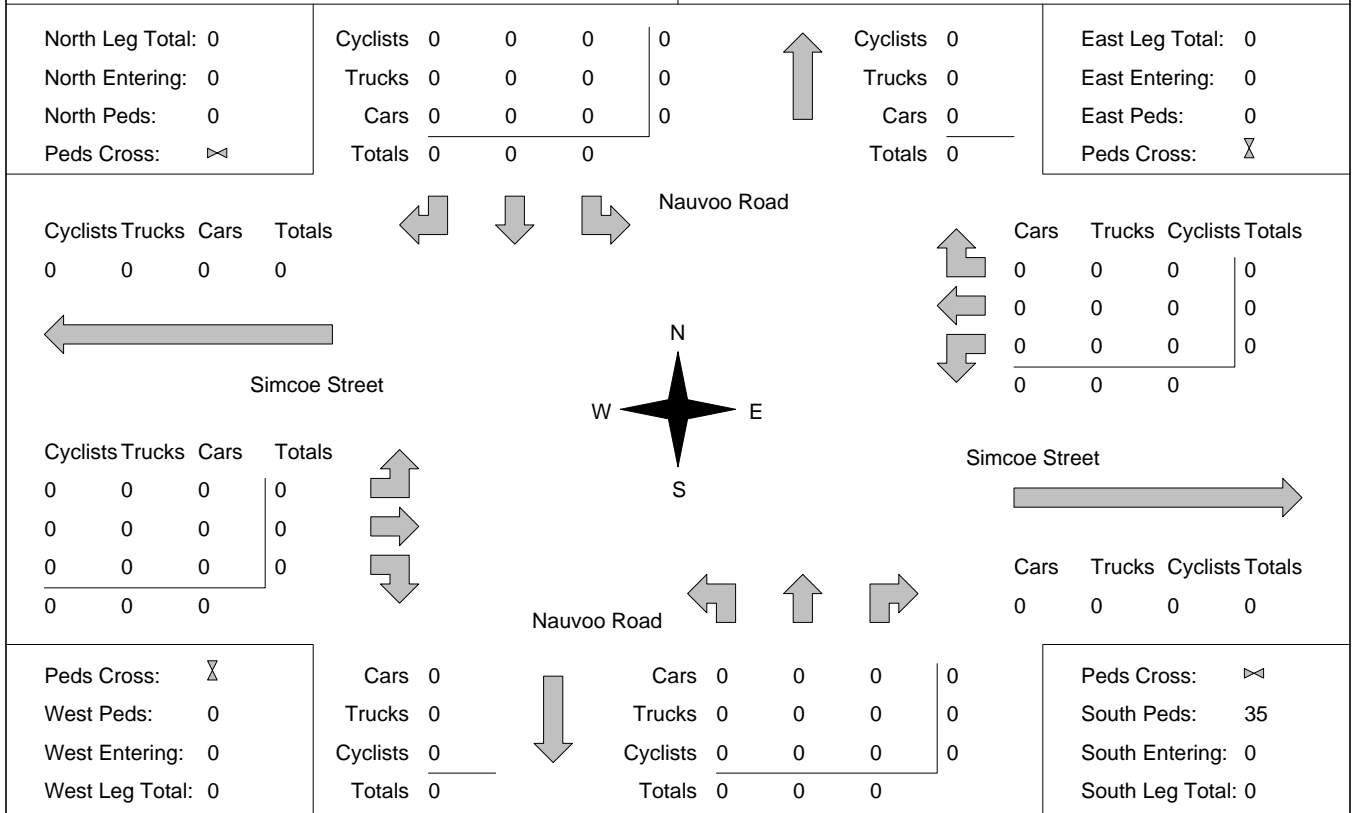 North Leg Total: 0 Cyclists 0 0 0 0 Cyclists 0 East Leg Total: 0
North Entering: 0 Trucks 0 0 0 0 Trucks 0 East Entering: 0
North Peds: 0 Cars 0 0 0 0 Cars 0 East Peds: 0
Peds Cross: Totals 0 0 0 Totals 0 Peds Cross:
Nauvoo Road
Cyclists Trucks Cars Totals Cars Trucks Cyclists Totals
0 0 0 0 0 0 0 0
0 0 0 0
N
0 0 0 0
Simcoe Street 0 0 0
W E
Cyclists Trucks Cars Totals Simcoe Street
0 0 0 0 S
0 0 0 0
0 0 0 0 Cars Trucks Cyclists Totals
0 0 0 0 0 0 0
Nauvoo Road
Peds Cross: Cars 0 Cars 0 0 0 0 Peds Cross:
West Peds: 0 Trucks 0 Trucks 0 0 0 0 South Peds: 35
West Entering: 0 Cyclists 0 Cyclists 0 0 0 0 South Entering: 0
West Leg Total: 0 Totals 0 Totals 0 0 0 South Leg Total: 0